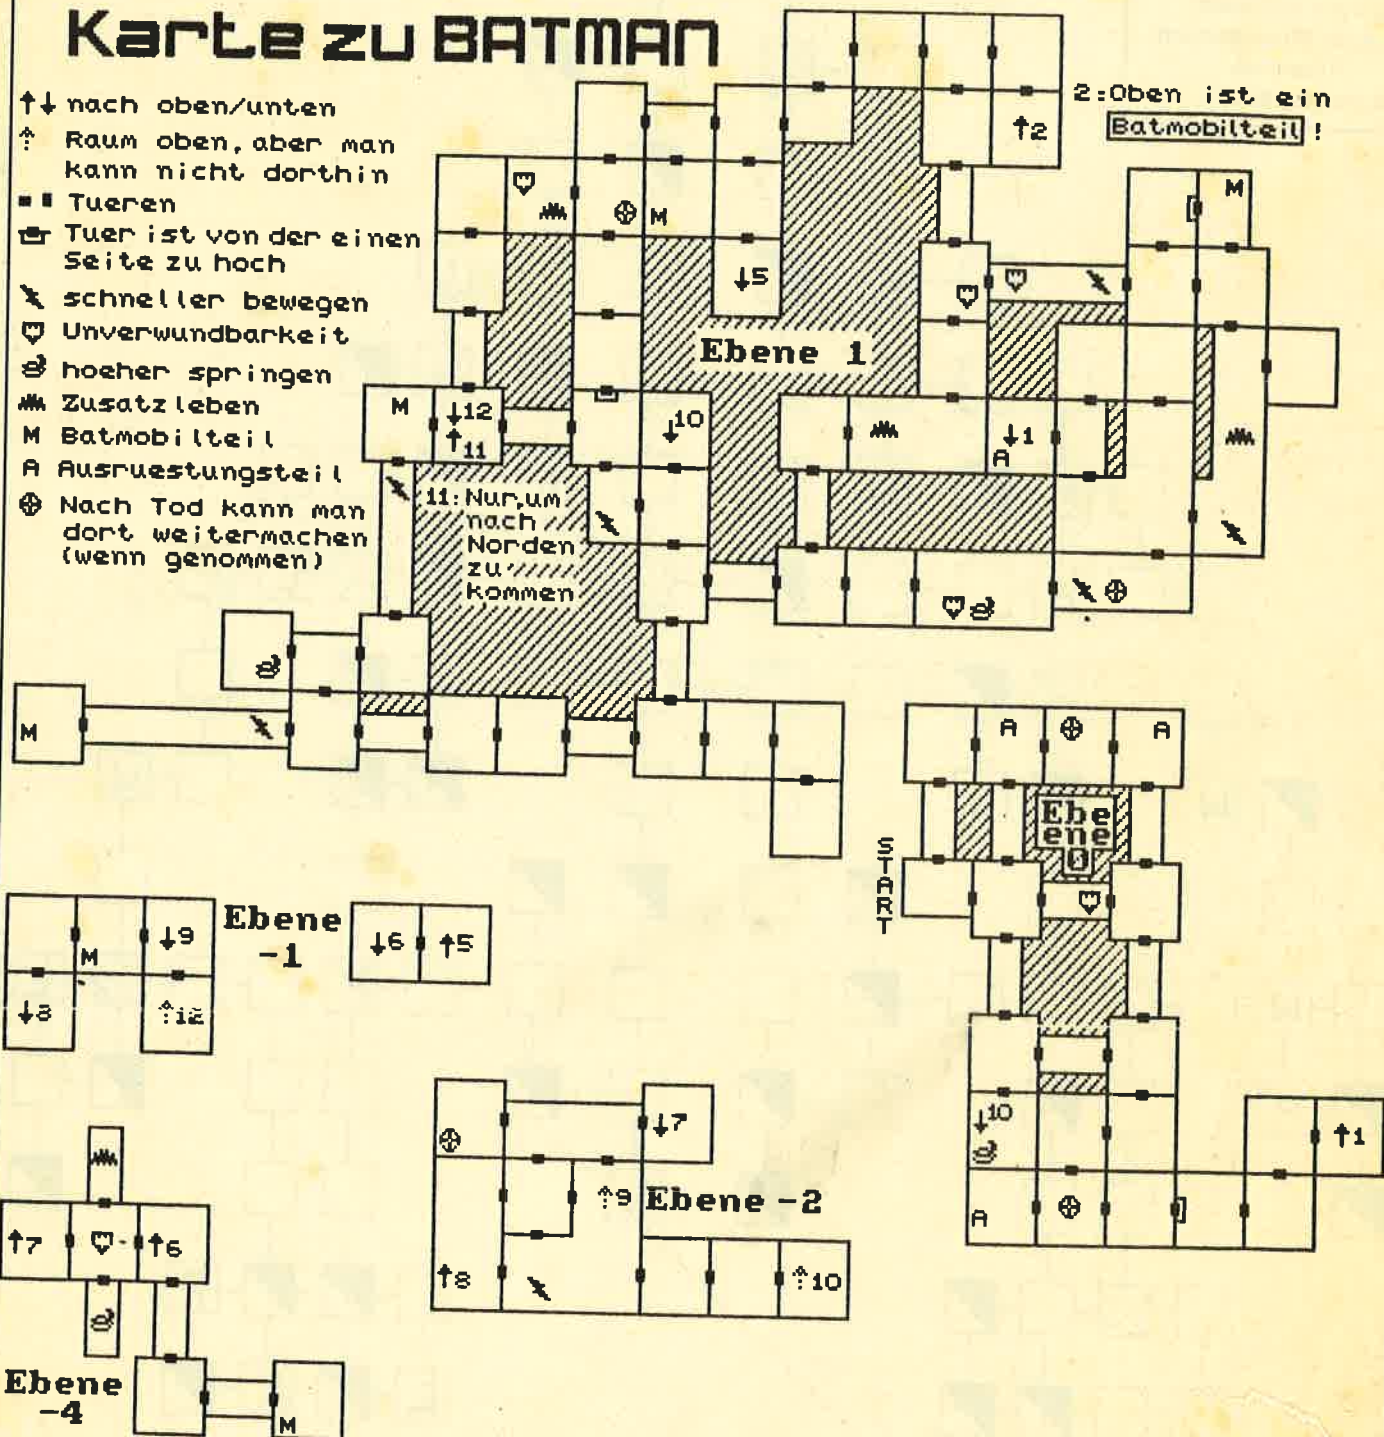 Karte zu BATMAN
↑↓ nach oben/unten
Raum oben, aber man
kann nicht dorthin
Tueren
Tuer ist von der einen
Seite zu hoch
schneller bewegen
Unverwundbarkeit
hoeher springen
Zusatzleben
M Batmobilteil
A Ausruestungsteil
Nach Tod kann man
dort weitermachen
(wenn genommen)
2:Oben ist ein
Batmobilteil !
↑2
M
M
↓5
Ebene 1
M
↓12
↑11
↓10
↓1
A
11: Nur, um
nach
Norden
zu
kommen
M
A
A
Ebe
ene
0
START
↓10
A
↑1
Ebene
-1
↓9
M
↓8
↑12
↓6
↑5
↓7
↑9
Ebene -2
↑8
↑10
↑7
↑6
Ebene
-4
M